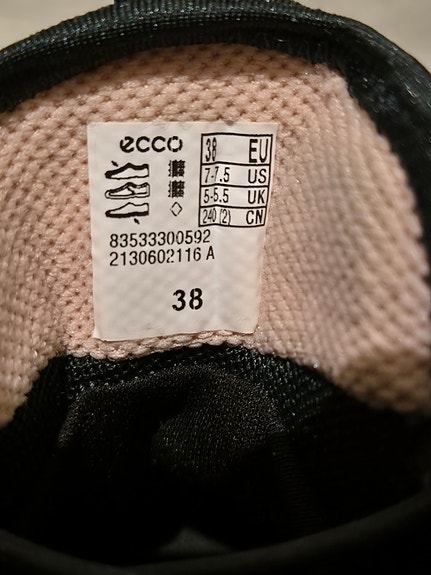 ecco
38 EU
7-7.5 US
5-5.5 UK
240 (2) CN
83533300592
2130602116 A
38